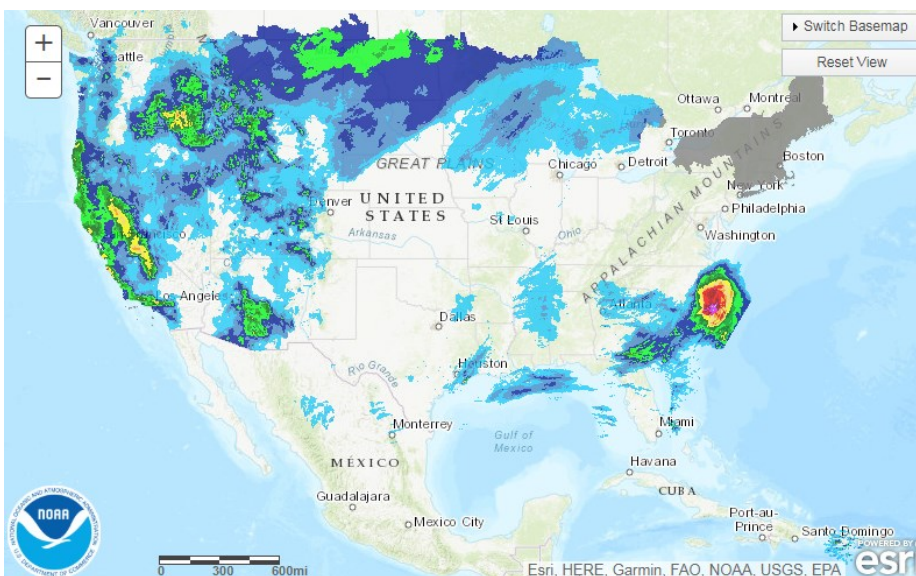 Vancouver
+
Seattle
−
Switch Basemap
Reset View
Ottawa
Montreal
Toronto
Boston
GREAT PLAINS
Chicago
Detroit
New York
Philadelphia
Denver
UNITED
STATES
St Louis
Ohio
Washington
Arkansas
APPALACHIAN MOUNTAINS
Los Angeles
Atlanta
Dallas
Houston
Rio Grande
Monterrey
Miami
Gulf of
Mexico
MÉXICO
Havana
CUBA
Guadalajara
Mexico City
Port-au-
Prince
Santo Domingo
NOAA
0 300 600mi
POWERED BY
esri
Esri, HERE, Garmin, FAO, NOAA, USGS, EPA